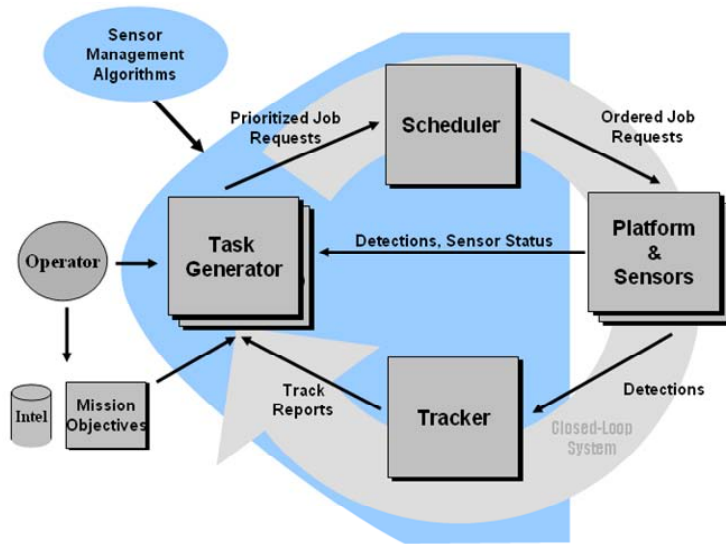 Sensor
Management
Algorithms
Prioritized Job
Requests
Scheduler
Ordered Job
Requests
Operator
Task
Generator
Detections, Sensor Status
Platform
&
Sensors
Intel
Mission
Objectives
Track
Reports
Tracker
Detections
Closed-Loop
System